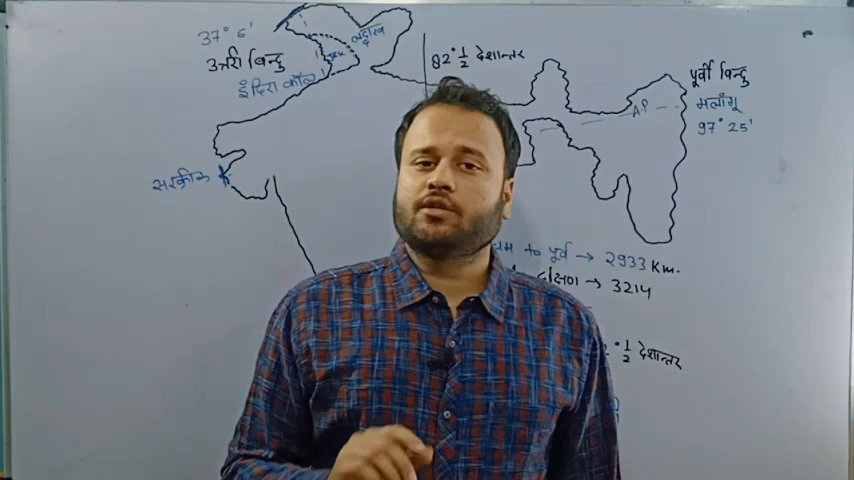 37° 6'
उत्तरी बिन्दु
इंदिरा कॉल
J&K
लद्दाख
82° 1/2 देशान्तर
पूर्वी बिन्दु
मलांगू
97° 25'
A.P
सरक्रीक
to पूर्व → 2933 Km.
→ 3214
° 1/2 देशान्तर